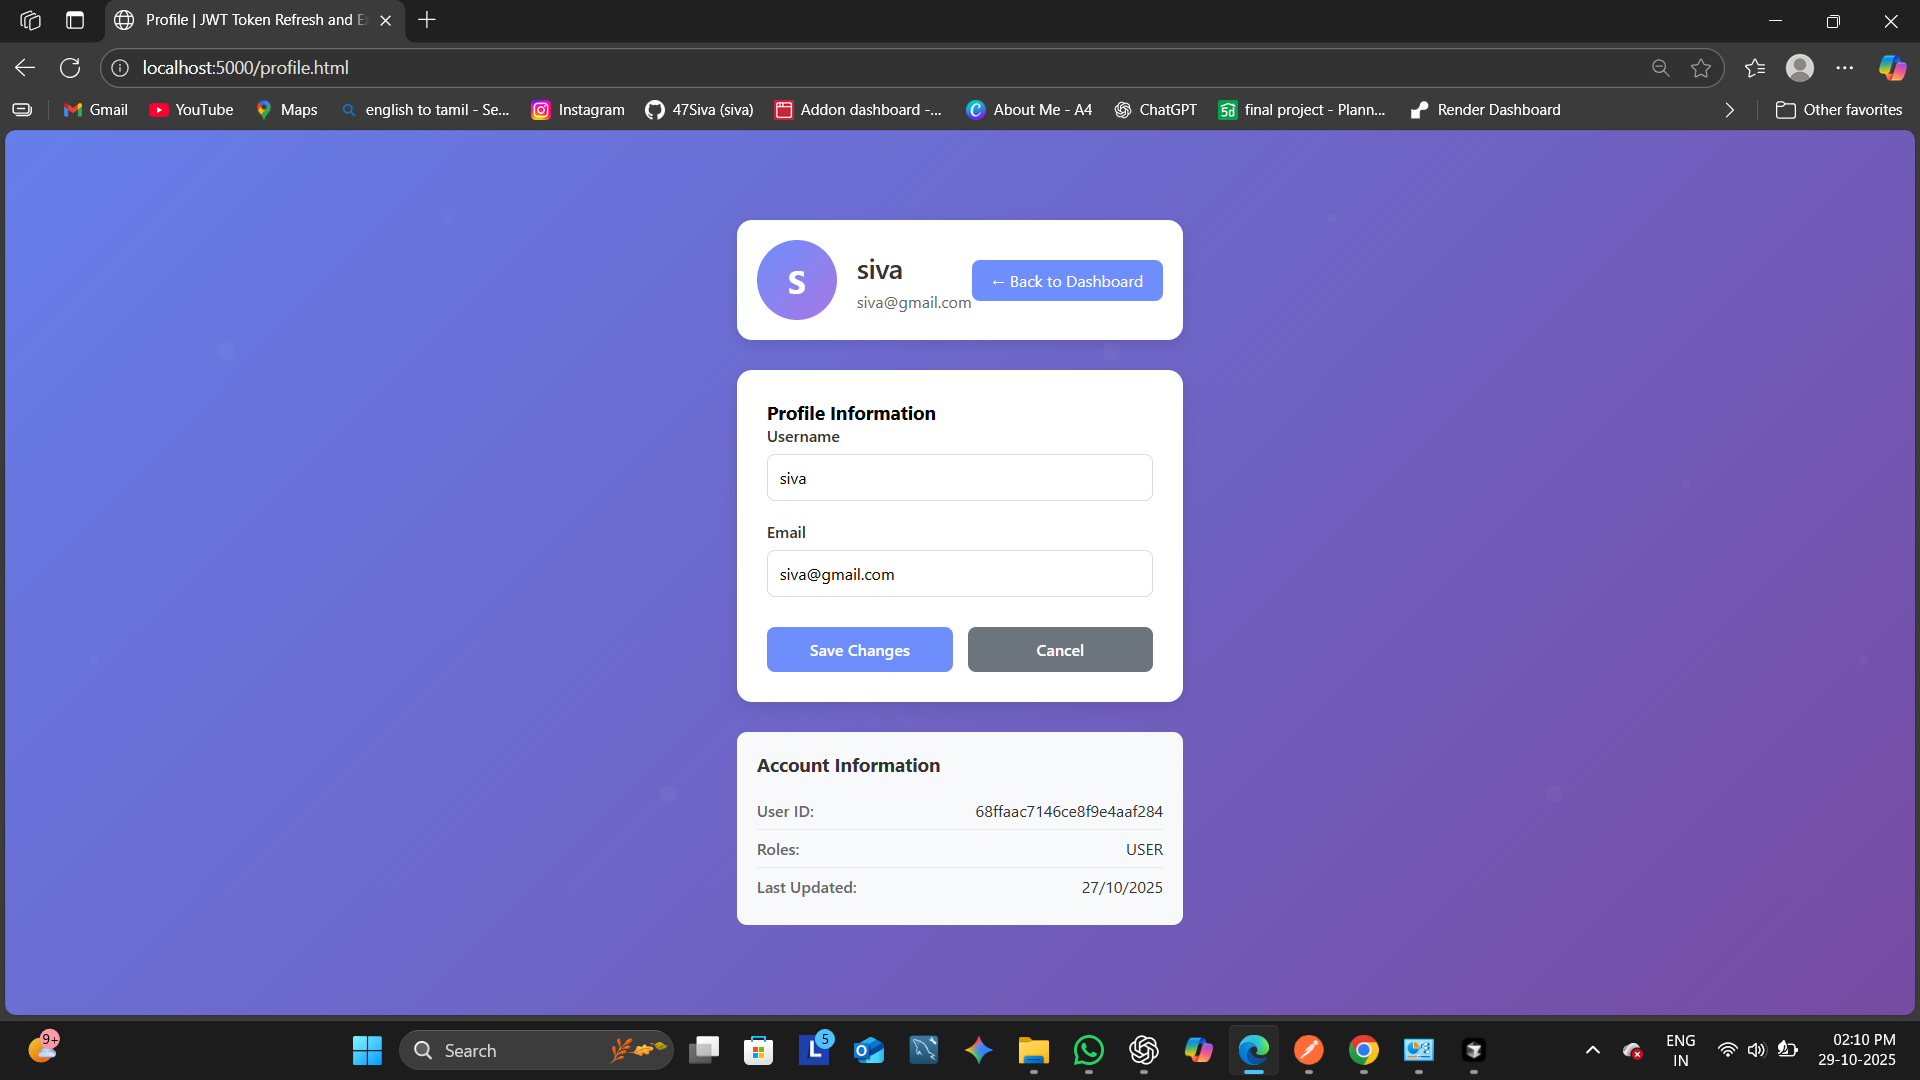 Profile | JWT Token Refresh and E
localhost:5000/profile.html
Gmail
YouTube
Maps
english to tamil - Se...
Instagram
47Siva (siva)
Addon dashboard -...
About Me - A4
ChatGPT
final project - Plann...
Render Dashboard
Other favorites
s
siva
siva@gmail.com
← Back to Dashboard
Profile Information
Username
siva
Email
siva@gmail.com
Save Changes
Cancel
Account Information
User ID:
68ffaac7146ce8f9e4aaf284
Roles:
USER
Last Updated:
27/10/2025
9+
Search
5
ENG
IN
02:10 PM
29-10-2025